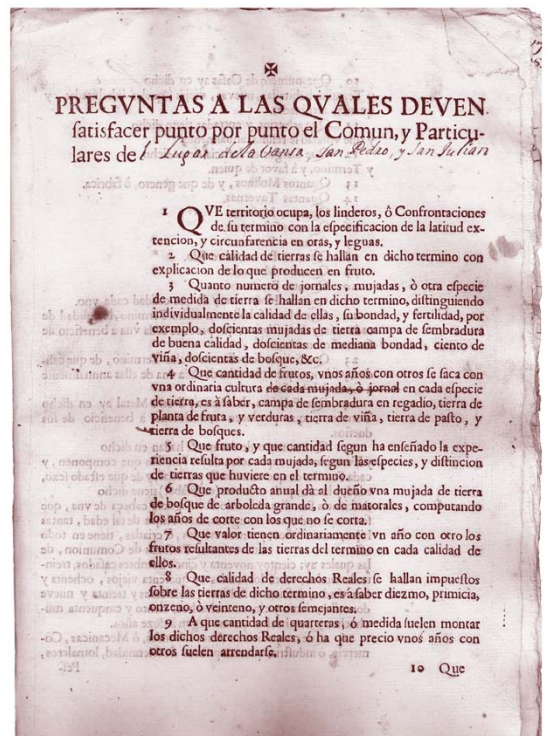 ✠
PREGVNTAS A LAS QVALES DEVEN
satisfacer punto por punto el Comun, y Particu-
lares del Lugar de la Vansa, San Pedro, y San Julian
1 QVE territorio ocupa, los linderos, ô Confrontaciones
de su termino con la especificacion de la latitud ex-
tencion, y circunfarencia en oras, y leguas.
2 Que calidad de tierras se hallan en dicho termino con
explicacion de lo que producen en fruto.
3 Quanto numero de jornales, mujadas, ò otra especie
de medida de tierra se hallan en dicho termino, distinguiendo
individualmente la calidad de ellas, su bondad, y fertilidad, por
exemplo, doscientas mujadas de tierra campa de sembradura
de buena calidad, doscientas de mediana bondad, ciento de
viña, doscientas de bosque, &c.
4 Que cantidad de frutos, vnos años con otros se saca con
vna ordinaria cultura de cada mujada, ò jornal en cada especie
de tierra, es à saber, campa de sembradura en regadio, tierra de
planta de fruta, y verduras, tierra de viña, tierra de pasto, y
tierra de bosques.
5 Que fruto, y que cantidad segun ha enseñado la expe-
riencia resulta por cada mujada, segun las especies, y distincion
de tierras que huviere en el termino.
6 Que producto anual dà al dueño vna mujada de tierra
de bosque de arboleda grande, ò de matorales, computando
los años de corte con los que no se corta.
7 Que valor tienen ordinariamente vn año con otro los
frutos resultantes de las tierras del termino en cada calidad de
ellos.
8 Que calidad de derechos Reales se hallan impuestos
sobre las tierras de dicho termino, es à saber diezmo, primicia,
onzeno, ò veinteno, y otros semejantes.
9 A que cantidad de quarteras, ó medida suelen montar
los dichos derechos Reales, ó ha que precio vnos años con
otros suelen arrendarse.
10 Que